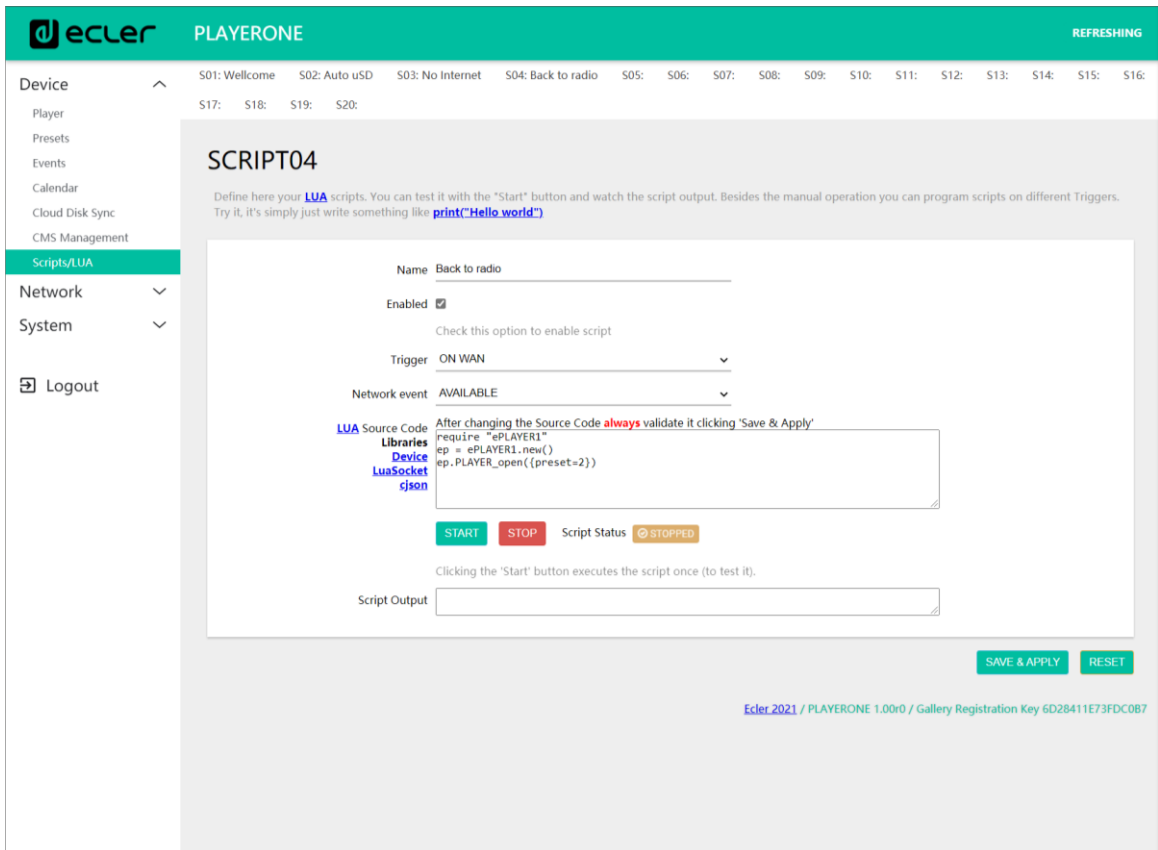 ecler PLAYERONE REFRESHING
Device
Player
Presets
Events
Calendar
Cloud Disk Sync
CMS Management
Scripts/LUA
Network
System
Logout
S01: Wellcome S02: Auto uSD S03: No Internet S04: Back to radio S05: S06: S07: S08: S09: S10: S11: S12: S13: S14: S15: S16:
S17: S18: S19: S20:
SCRIPT04
Define here your LUA scripts. You can test it with the "Start" button and watch the script output. Besides the manual operation you can program scripts on different Triggers.
Try it, it's simply just write something like print("Hello world")
Name Back to radio
Enabled
Check this option to enable script
Trigger ON WAN
Network event AVAILABLE
LUA Source Code After changing the Source Code always validate it clicking 'Save & Apply'
Libraries
Device
LuaSocket
cjson
require "ePLAYER1"
ep = ePLAYER1.new()
ep.PLAYER_open({preset=2})
START STOP Script Status STOPPED
Clicking the 'Start' button executes the script once (to test it).
Script Output
SAVE & APPLY RESET
Ecler 2021 / PLAYERONE 1.00r0 / Gallery Registration Key 6D28411E73FDC0B7